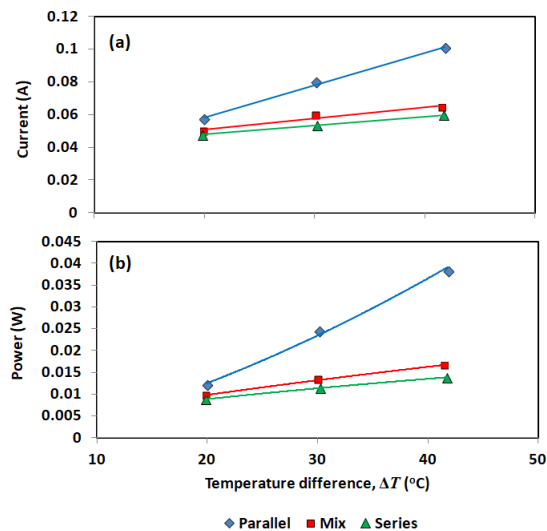 0.12
(a)
0.1
0.08
0.06
0.04
0.02
0
Current (A)
0.045
(b)
0.04
0.035
0.03
0.025
0.02
0.015
0.01
0.005
0
Power (W)
10 20 30 40 50
Temperature difference, ΔT (°C)
Parallel Mix Series